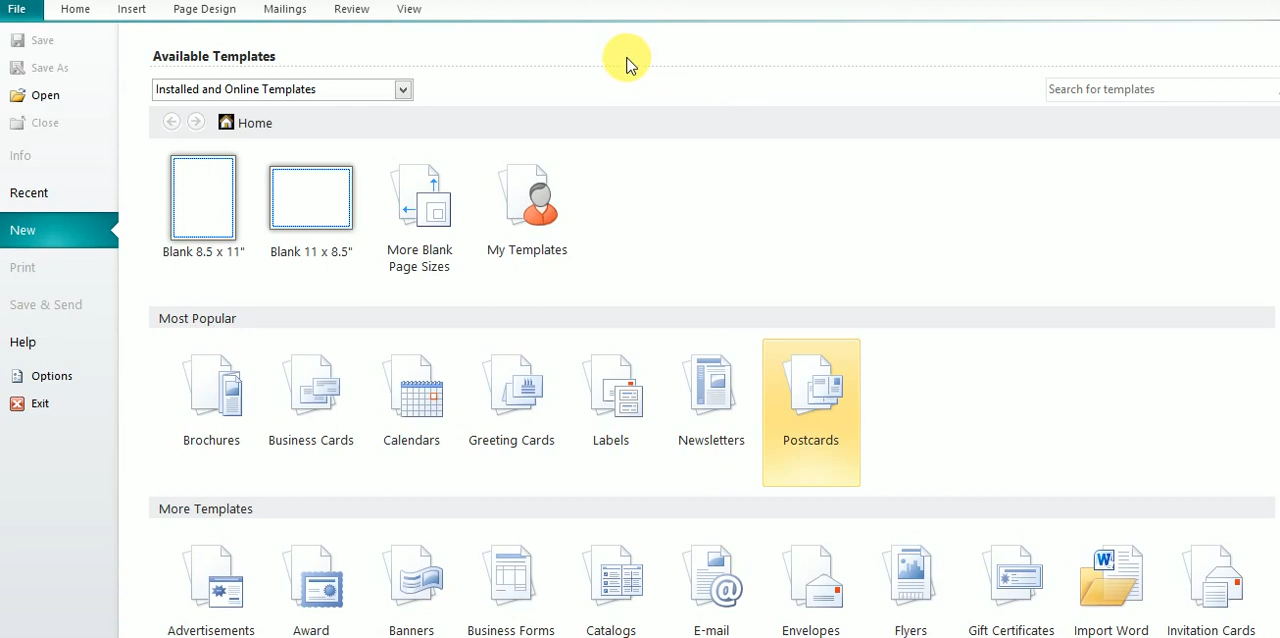 File Home Insert Page Design Mailings Review View
Save
Save As
Open
Close
Info
Recent
New
Print
Save & Send
Help
Options
Exit
Available Templates
Installed and Online Templates
Search for templates
Home
Blank 8.5 x 11"
Blank 11 x 8.5"
More Blank
Page Sizes
My Templates
Most Popular
Brochures Business Cards Calendars Greeting Cards Labels Newsletters Postcards
More Templates
Advertisements Award Banners Business Forms Catalogs E-mail Envelopes Flyers Gift Certificates Import Word Invitation Cards